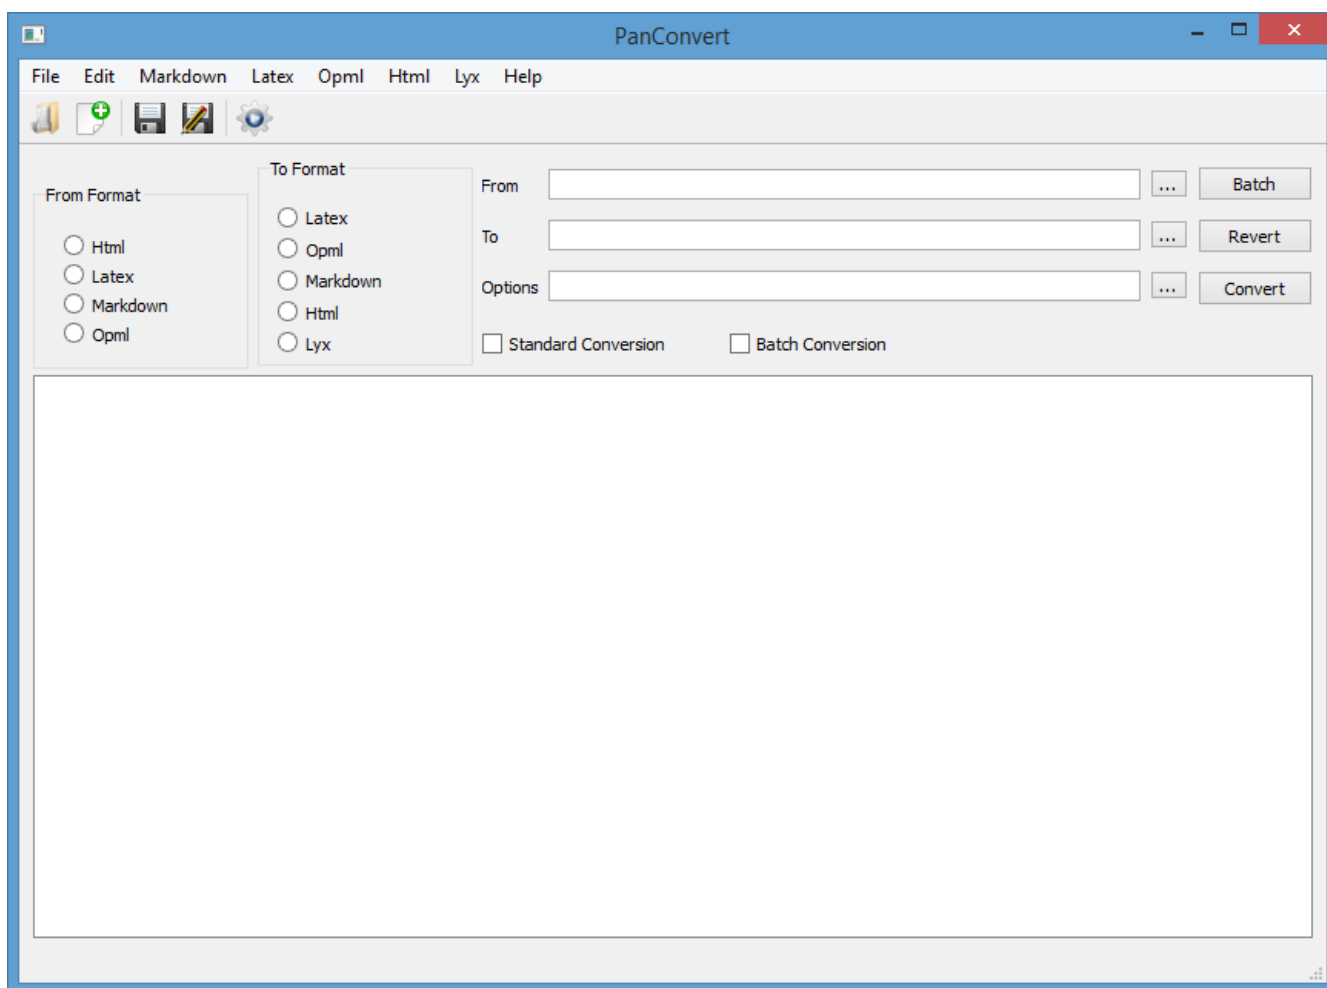 PanConvert
File Edit Markdown Latex Opml Html Lyx Help
From Format
Html
Latex
Markdown
Opml
To Format
Latex
Opml
Markdown
Html
Lyx
From ... Batch
To ... Revert
Options ... Convert
Standard Conversion Batch Conversion